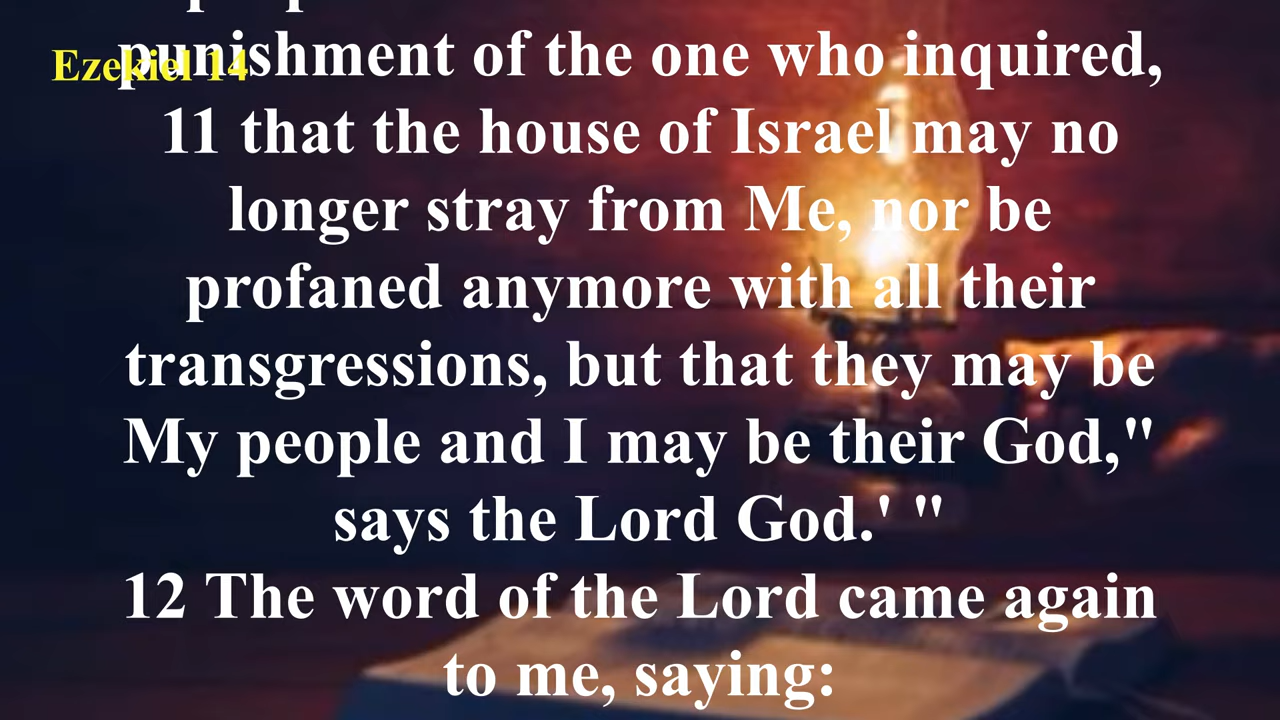 Ezekiel 14
punishment of the one who inquired,
11 that the house of Israel may no
longer stray from Me, nor be
profaned anymore with all their
transgressions, but that they may be
My people and I may be their God,"
says the Lord God.' "
12 The word of the Lord came again
to me, saying: